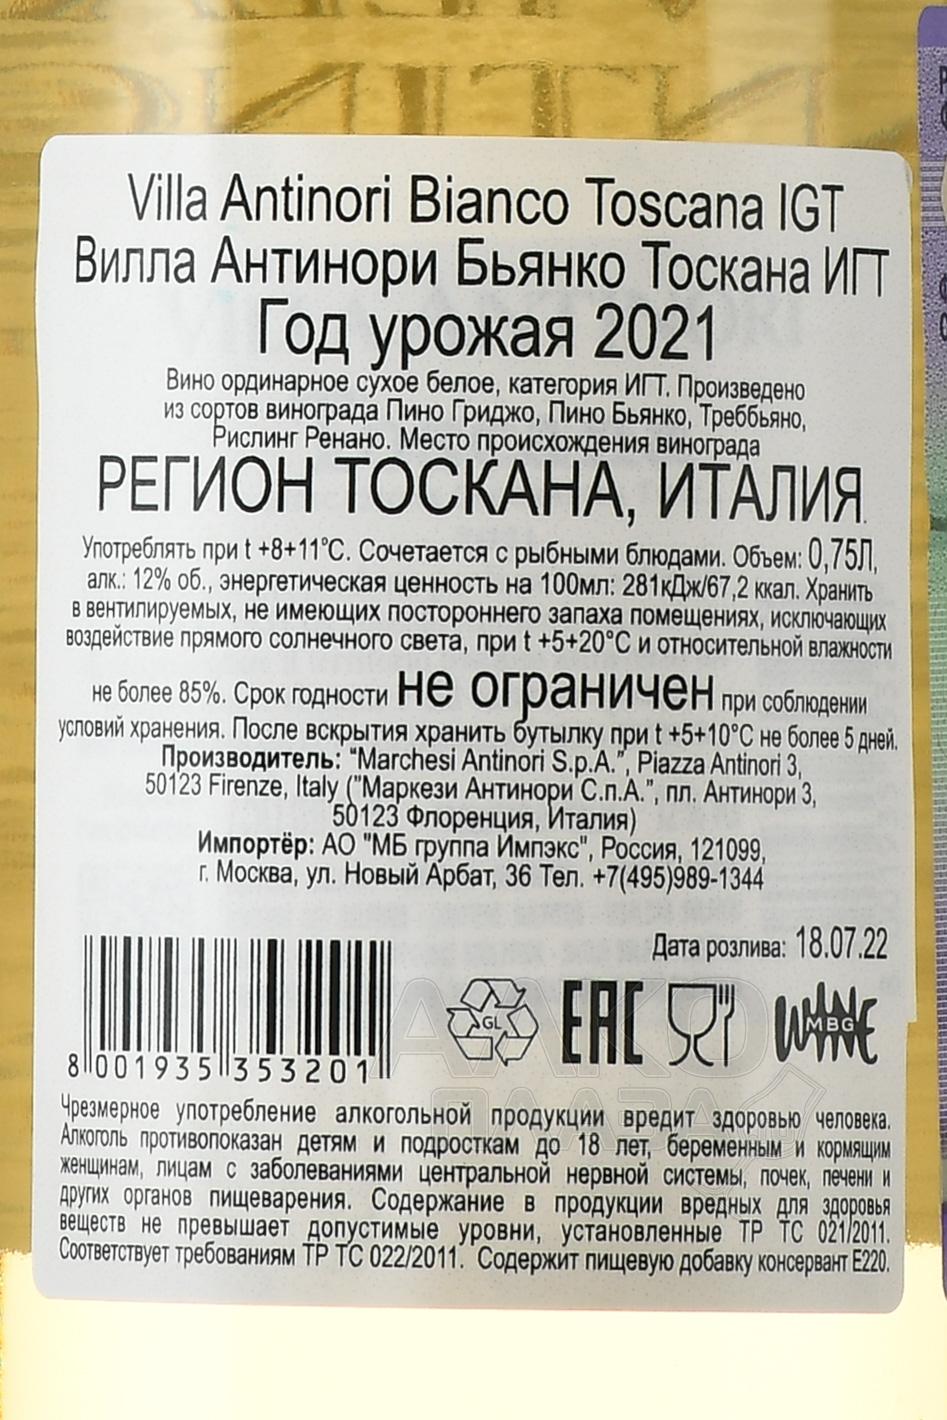 Villa Antinori Bianco Toscana IGT
Вилла Антинори Бьянко Тоскана ИГТ
Год урожая 2021
Вино ординарное сухое белое, категория ИГТ. Произведено
из сортов винограда Пино Гриджо, Пино Бьянко, Треббьяно,
Рислинг Ренано. Место происхождения винограда
РЕГИОН ТОСКАНА, ИТАЛИЯ.
Употреблять при t +8+11°C. Сочетается с рыбными блюдами. Объем: 0,75Л,
алк.: 12% об., энергетическая ценность на 100мл: 281кДж/67,2 ккал. Хранить
в вентилируемых, не имеющих постороннего запаха помещениях, исключающих
воздействие прямого солнечного света, при t +5+20°C и относительной влажности
не более 85%. Срок годности не ограничен при соблюдении
условий хранения. После вскрытия хранить бутылку при t +5+10°C не более 5 дней.
Производитель: "Marchesi Antinori S.p.A.", Piazza Antinori 3,
50123 Firenze, Italy ("Маркези Антинори С.п.А.", пл. Антинори 3,
50123 Флоренция, Италия)
Импортёр: АО "МБ группа Импэкс", Россия, 121099,
г. Москва, ул. Новый Арбат, 36 Тел. +7(495)989-1344
Дата розлива: 18.07.22
8 001935 353201
GL
EAC
WINE
MBG
АЛКО
ПЛАЗА
Чрезмерное употребление алкогольной продукции вредит здоровью человека.
Алкоголь противопоказан детям и подросткам до 18 лет, беременным и кормящим
женщинам, лицам с заболеваниями центральной нервной системы, почек, печени и
других органов пищеварения. Содержание в продукции вредных для здоровья
веществ не превышает допустимые уровни, установленные ТР ТС 021/2011.
Соответствует требованиям ТР ТС 022/2011. Содержит пищевую добавку консервант Е220.